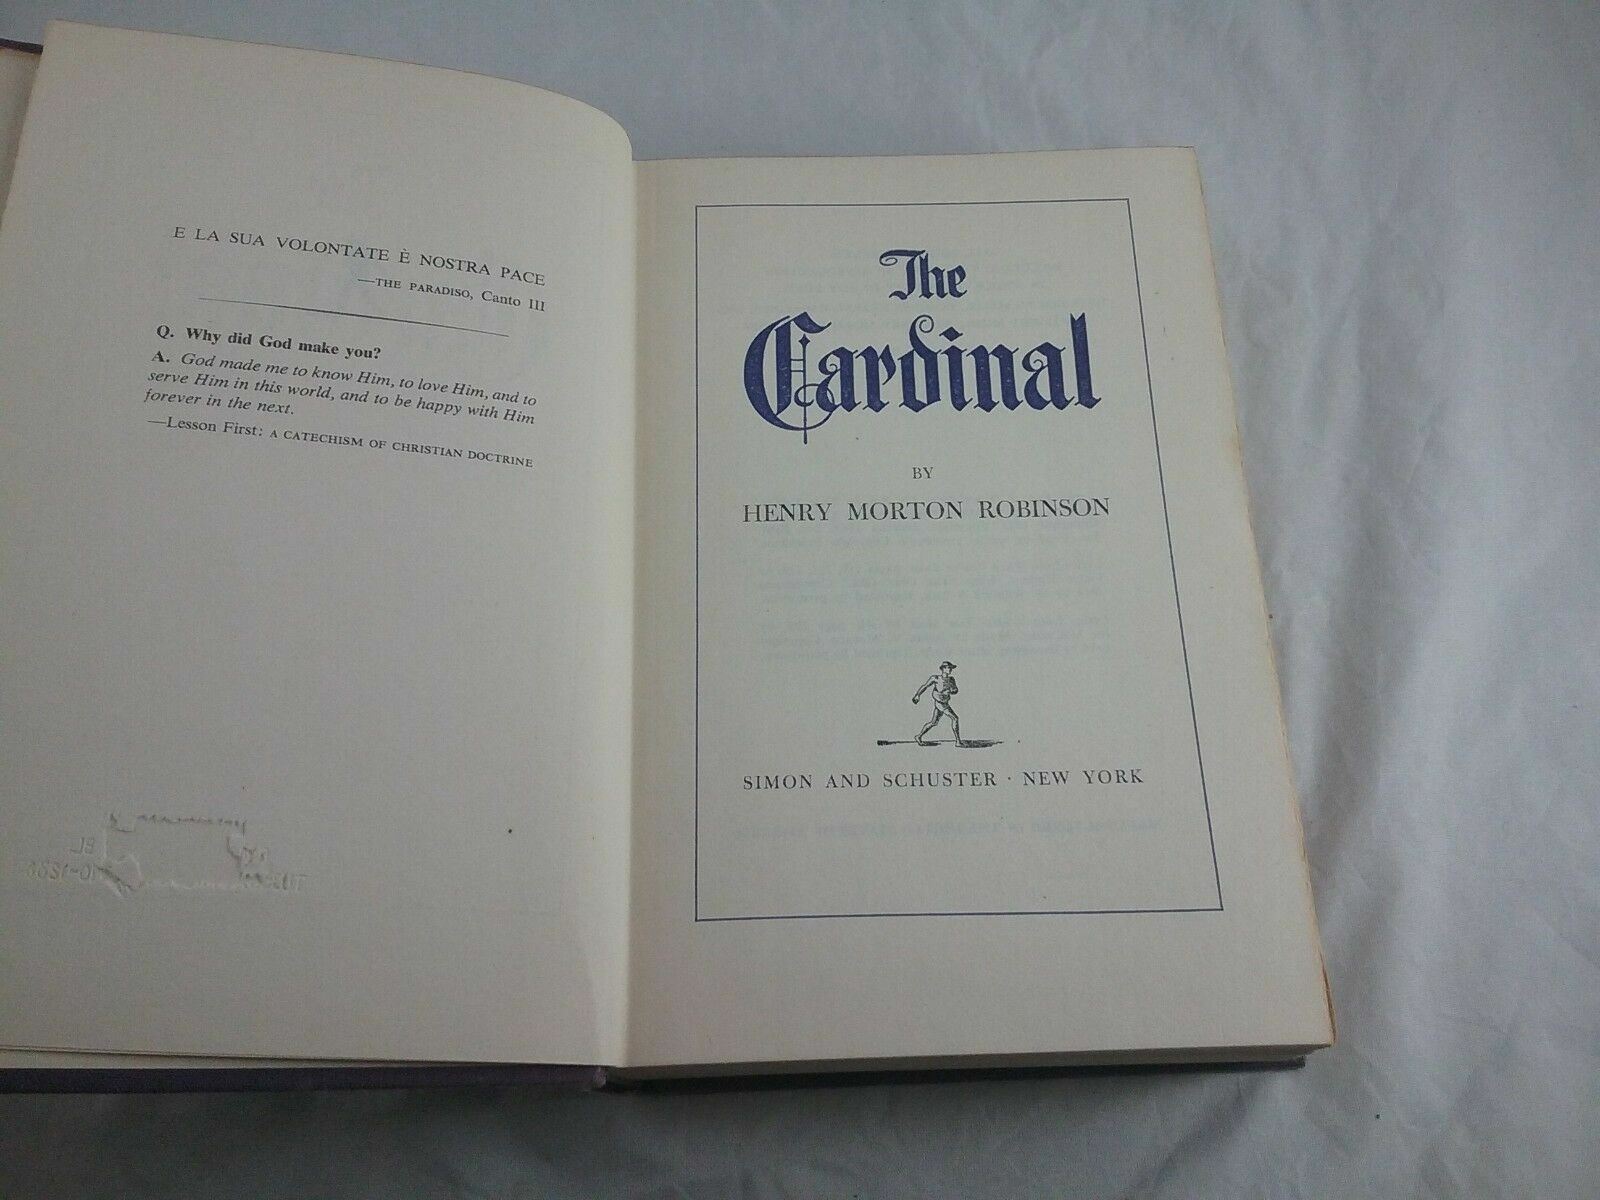 E LA SUA VOLONTATE È NOSTRA PACE
—THE PARADISO, Canto III
Q. Why did God make you?
A. God made me to know Him, to love Him, and to
serve Him in this world, and to be happy with Him
forever in the next.
—Lesson First: A CATECHISM OF CHRISTIAN DOCTRINE
The
Cardinal
BY
HENRY MORTON ROBINSON
SIMON AND SCHUSTER · NEW YORK